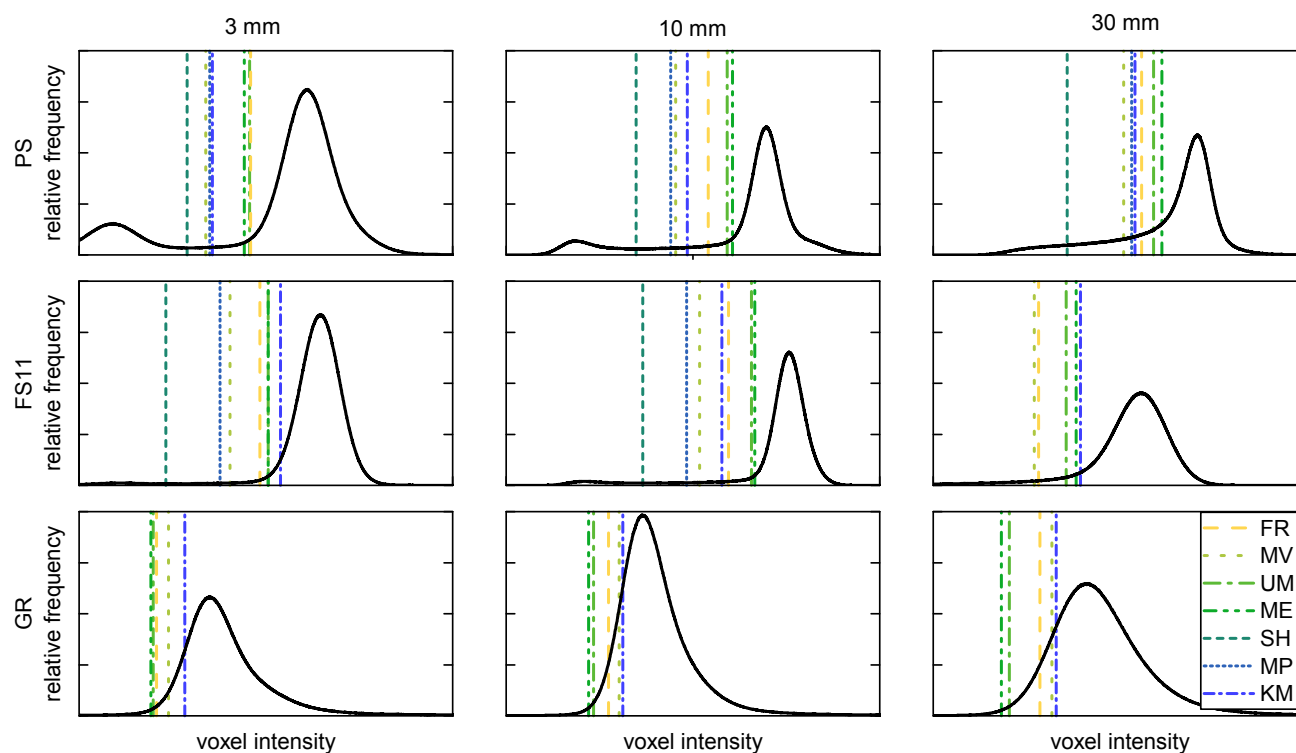 3 mm
10 mm
30 mm
PS
relative frequency
FS11
relative frequency
GR
relative frequency
FR
MV
UM
ME
SH
MP
KM
voxel intensity
voxel intensity
voxel intensity